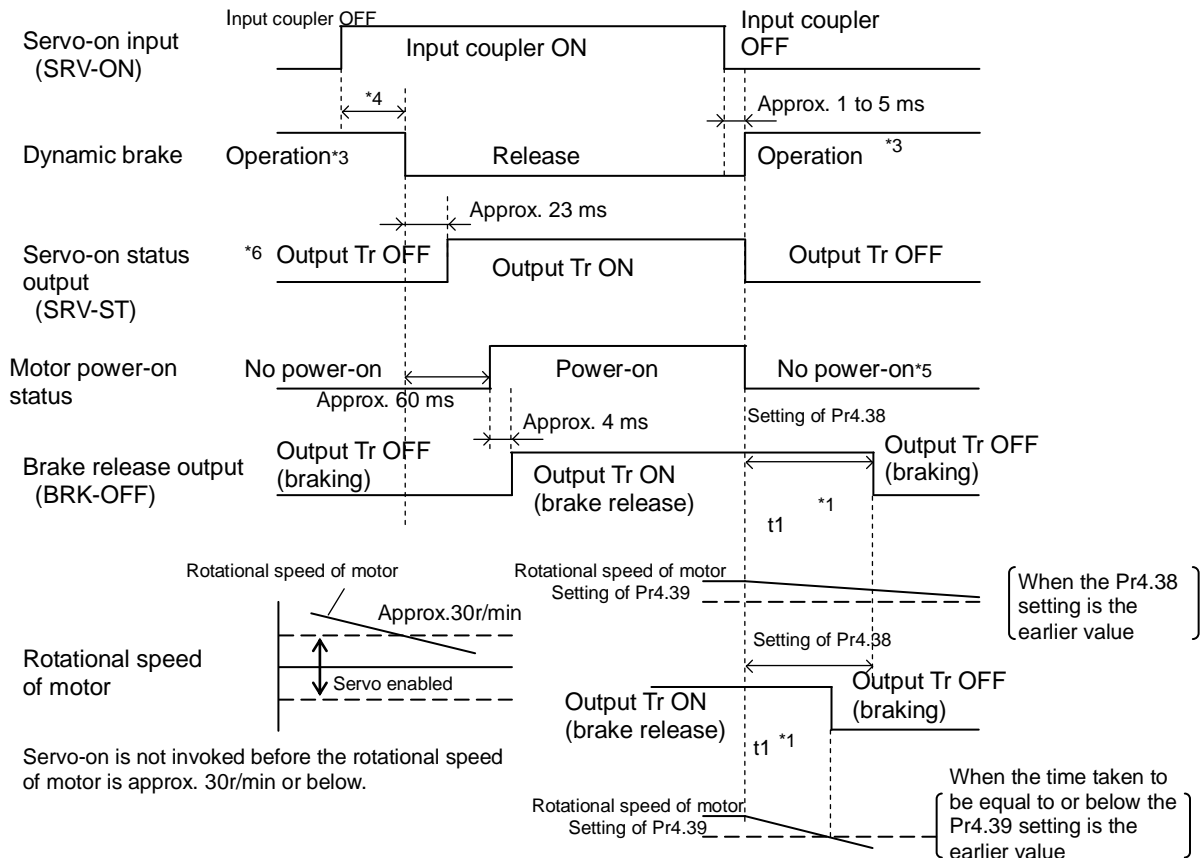 Input coupler OFF
Input coupler
OFF
Servo-on input
(SRV-ON)
Input coupler ON
*4
Approx. 1 to 5 ms
Dynamic brake
Operation*3
Release
Operation *3
Approx. 23 ms
Servo-on status
output
(SRV-ST)
*6 Output Tr OFF
Output Tr ON
Output Tr OFF
Motor power-on
status
No power-on
Power-on
No power-on*5
Approx. 60 ms
Approx. 4 ms
Setting of Pr4.38
Brake release output
(BRK-OFF)
Output Tr OFF
(braking)
Output Tr ON
(brake release)
Output Tr OFF
(braking)
t1 *1
Rotational speed of motor
Approx.30r/min
Rotational speed
of motor
Servo enabled
Servo-on is not invoked before the rotational speed
of motor is approx. 30r/min or below.
Rotational speed of motor
Setting of Pr4.39
When the Pr4.38
setting is the
earlier value
Setting of Pr4.38
Output Tr ON
(brake release)
Output Tr OFF
(braking)
t1 *1
Rotational speed of motor
Setting of Pr4.39
When the time taken to
be equal to or below the
Pr4.39 setting is the
earlier value